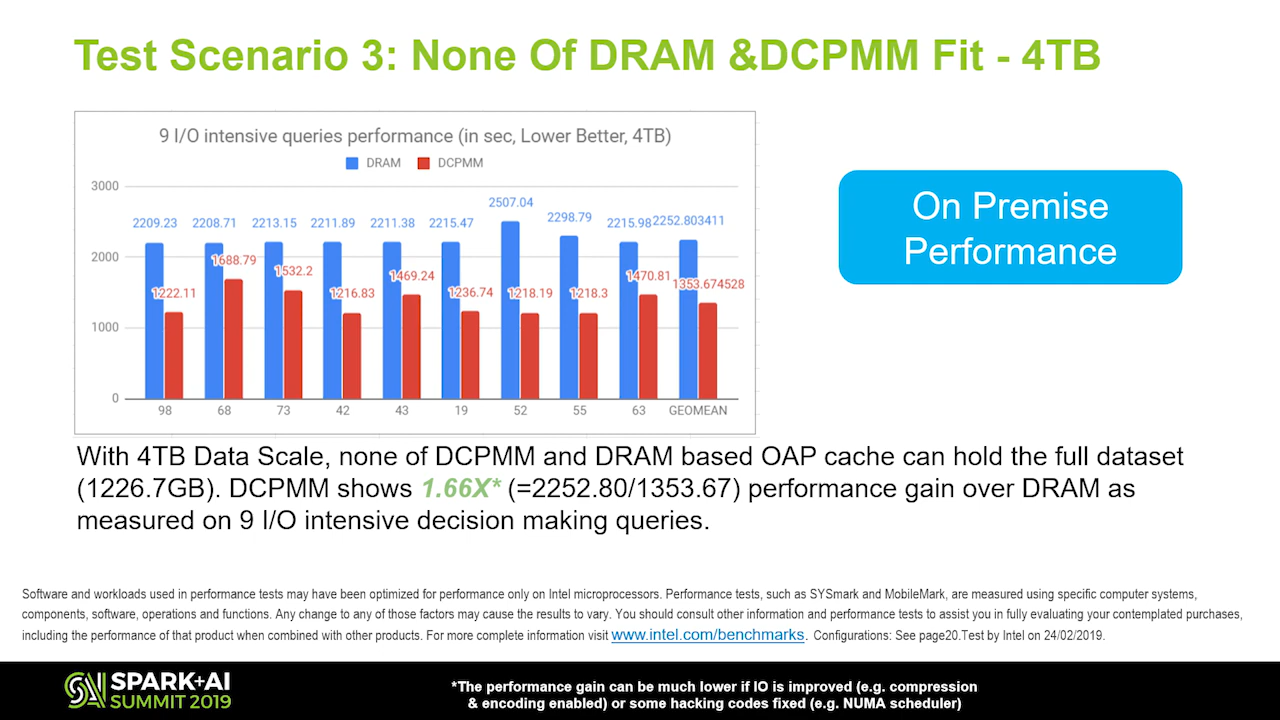 Test Scenario 3: None Of DRAM &DCPMM Fit - 4TB
9 I/O intensive queries performance (in sec, Lower Better, 4TB)
DRAM DCPMM
3000
2000
1000
0
2209.23 2208.71 2213.15 2211.89 2211.38 2215.47 2507.04 2298.79 2215.98 2252.803411
1222.11 1688.79 1532.2 1216.83 1469.24 1236.74 1218.19 1218.3 1470.81 1353.674528
98 68 73 42 43 19 52 55 63 GEOMEAN
On Premise
Performance
With 4TB Data Scale, none of DCPMM and DRAM based OAP cache can hold the full dataset
(1226.7GB). DCPMM shows 1.66X* (=2252.80/1353.67) performance gain over DRAM as
measured on 9 I/O intensive decision making queries.
Software and workloads used in performance tests may have been optimized for performance only on Intel microprocessors. Performance tests, such as SYSmark and MobileMark, are measured using specific computer systems,
components, software, operations and functions. Any change to any of those factors may cause the results to vary. You should consult other information and performance tests to assist you in fully evaluating your contemplated purchases,
including the performance of that product when combined with other products. For more complete information visit www.intel.com/benchmarks. Configurations: See page20.Test by Intel on 24/02/2019.
SPARK+AI
SUMMIT 2019
*The performance gain can be much lower if IO is improved (e.g. compression
& encoding enabled) or some hacking codes fixed (e.g. NUMA scheduler)